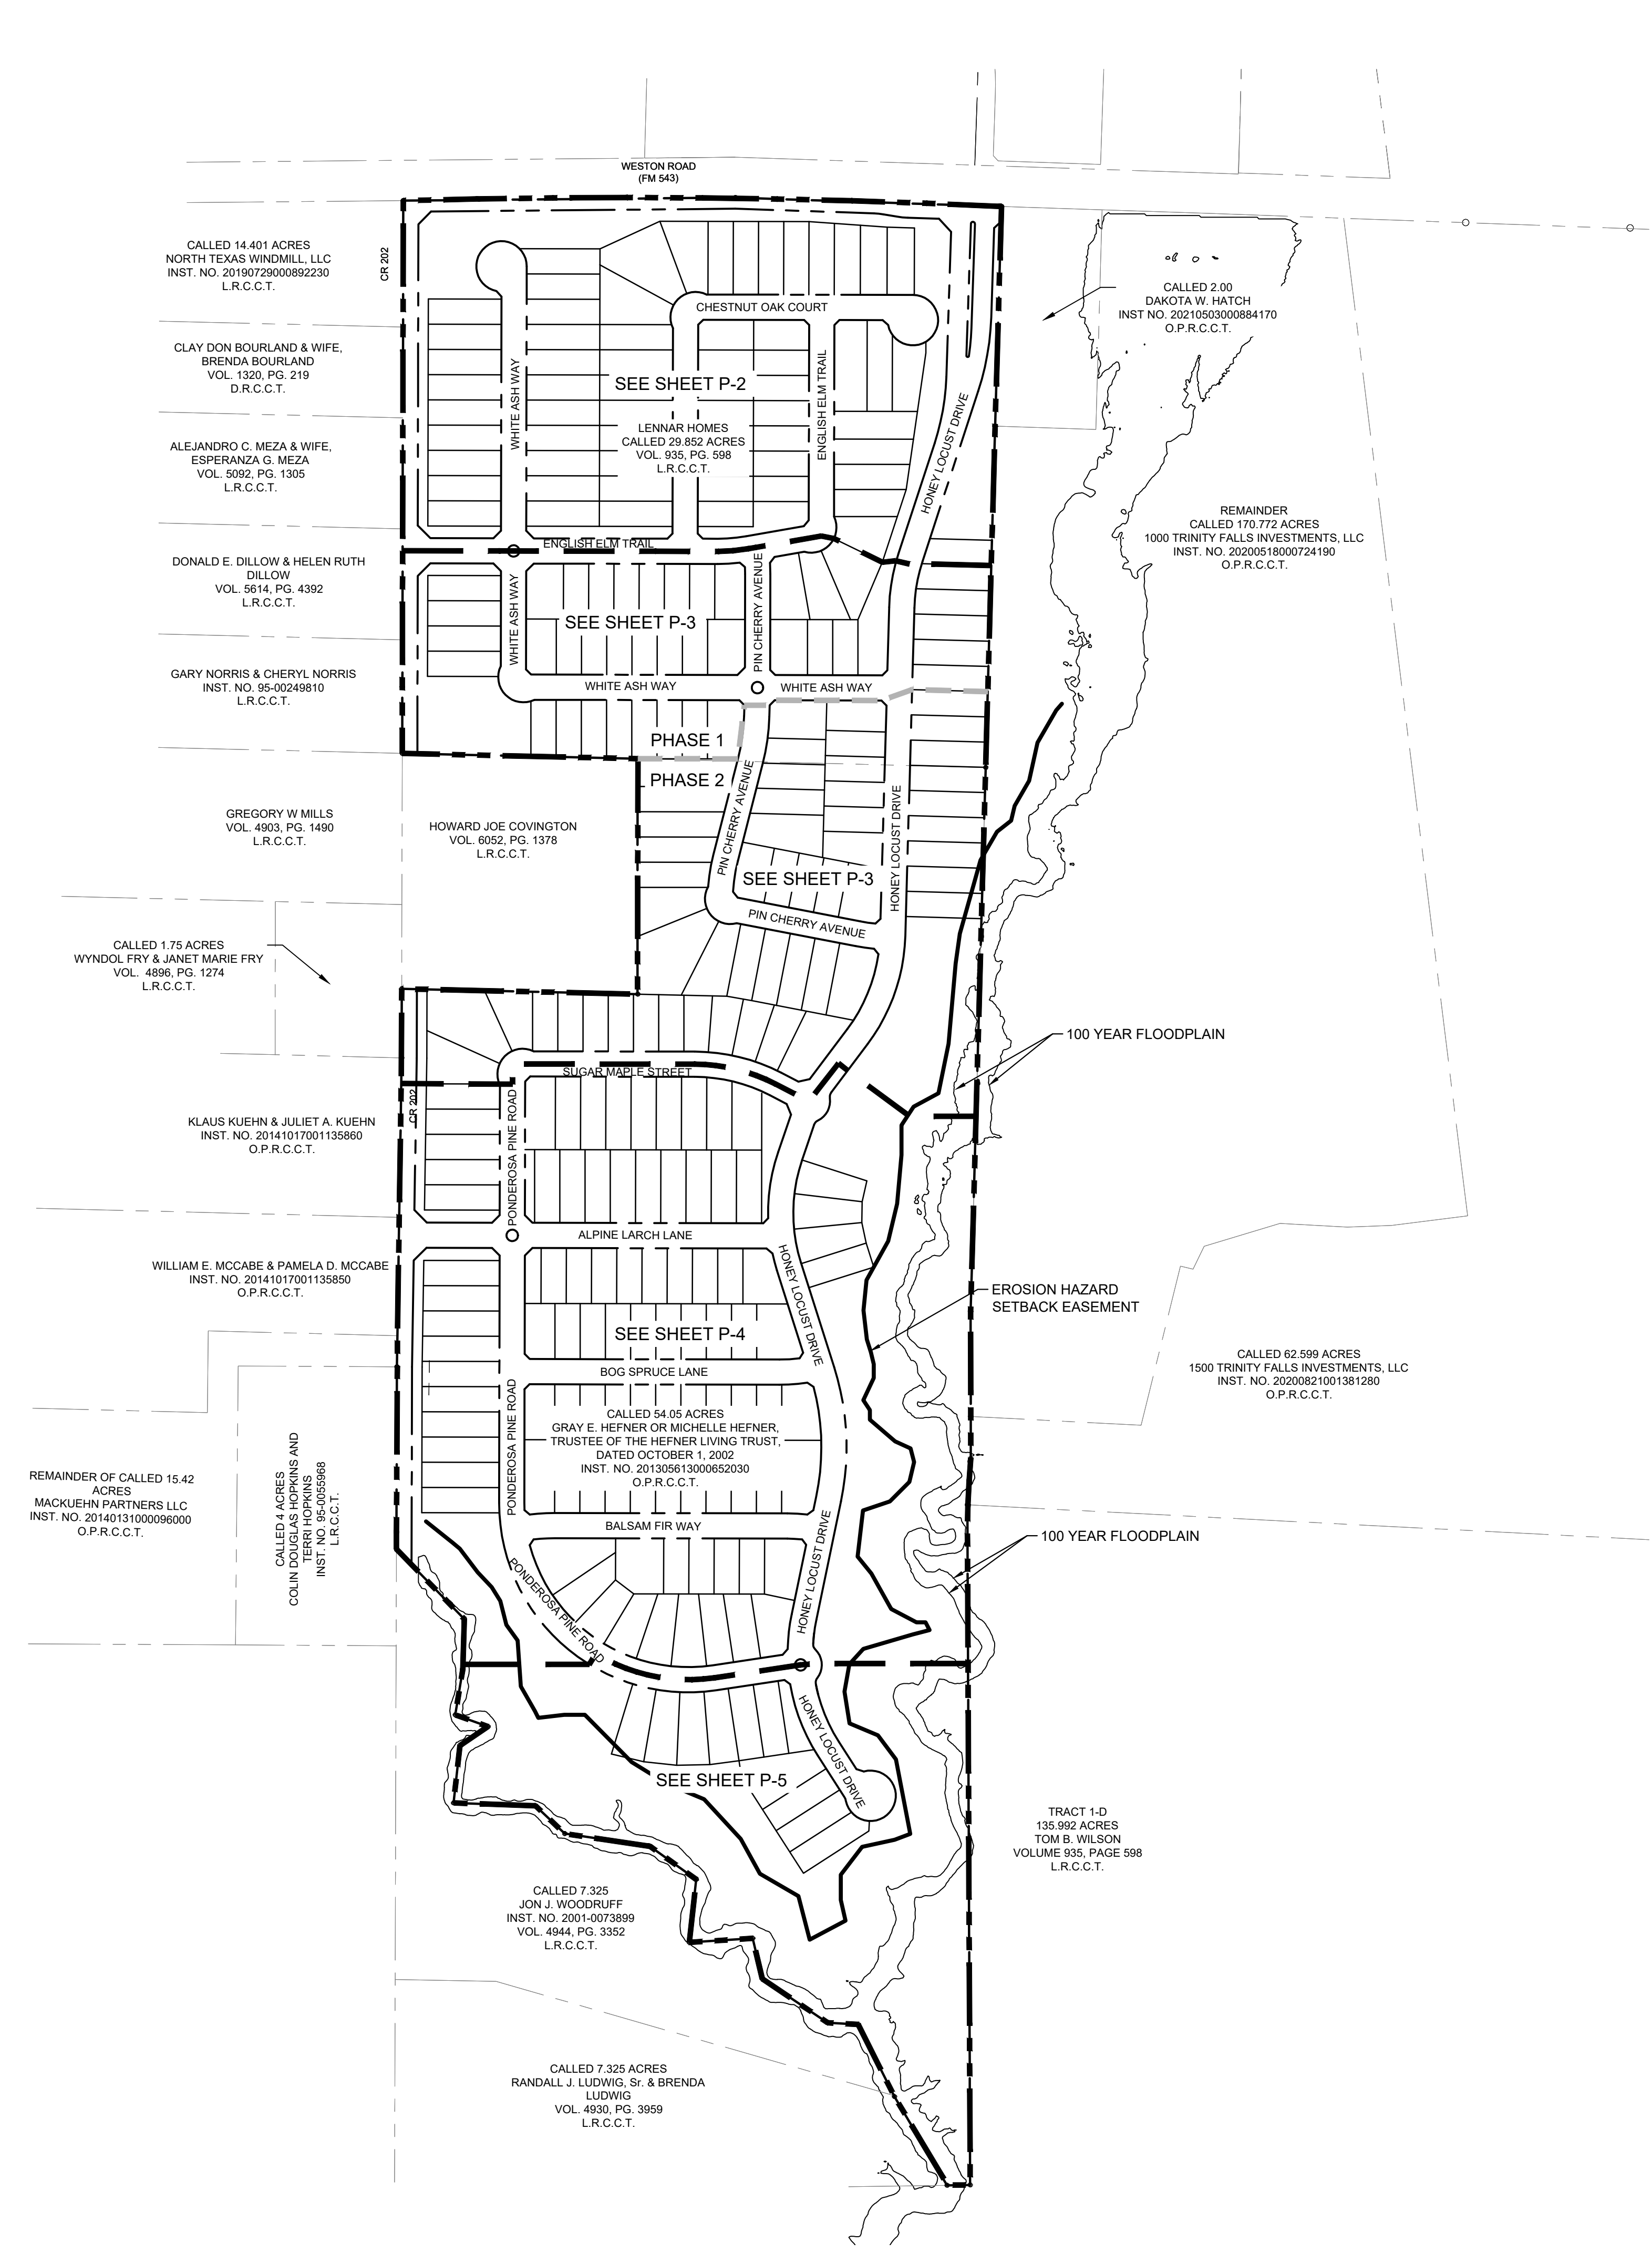 WESTON ROAD
(FM 543)
CALLED 14.401 ACRES
NORTH TEXAS WINDMILL, LLC
INST. NO. 20190729000892230
L.R.C.C.T.
CR 202
CLAY DON BOURLAND & WIFE,
BRENDA BOURLAND
VOL. 1320, PG. 219
D.R.C.C.T.
ALEJANDRO C. MEZA & WIFE,
ESPERANZA G. MEZA
VOL. 5092, PG. 1305
L.R.C.C.T.
DONALD E. DILLOW & HELEN RUTH
DILLOW
VOL. 5614, PG. 4392
L.R.C.C.T.
GARY NORRIS & CHERYL NORRIS
INST. NO. 95-00249810
L.R.C.C.T.
CHESTNUT OAK COURT
WHITE ASH WAY
SEE SHEET P-2
ENGLISH ELM TRAIL
LENNAR HOMES
CALLED 29.852 ACRES
VOL. 935, PG. 598
L.R.C.C.T.
HONEY LOCUST DRIVE
CALLED 2.00
DAKOTA W. HATCH
INST NO. 20210503000884170
O.P.R.C.C.T.
REMAINDER
CALLED 170.772 ACRES
1000 TRINITY FALLS INVESTMENTS, LLC
INST. NO. 20200518000724190
O.P.R.C.C.T.
ENGLISH ELM TRAIL
WHITE ASH WAY
SEE SHEET P-3
PIN CHERRY AVENUE
WHITE ASH WAY
WHITE ASH WAY
PHASE 1
PHASE 2
GREGORY W MILLS
VOL. 4903, PG. 1490
L.R.C.C.T.
HOWARD JOE COVINGTON
VOL. 6052, PG. 1378
L.R.C.C.T.
PIN CHERRY AVENUE
HONEY LOCUST DRIVE
SEE SHEET P-3
PIN CHERRY AVENUE
CALLED 1.75 ACRES
WYNDOL FRY & JANET MARIE FRY
VOL. 4896, PG. 1274
L.R.C.C.T.
100 YEAR FLOODPLAIN
SUGAR MAPLE STREET
CR 202
KLAUS KUEHN & JULIET A. KUEHN
INST. NO. 20141017001135860
O.P.R.C.C.T.
PONDEROSA PINE ROAD
ALPINE LARCH LANE
WILLIAM E. MCCABE & PAMELA D. MCCABE
INST. NO. 20141017001135850
O.P.R.C.C.T.
HONEY LOCUST DRIVE
EROSION HAZARD
SETBACK EASEMENT
SEE SHEET P-4
BOG SPRUCE LANE
CALLED 62.599 ACRES
1500 TRINITY FALLS INVESTMENTS, LLC
INST. NO. 20200821001381280
O.P.R.C.C.T.
PONDEROSA PINE ROAD
CALLED 54.05 ACRES
GRAY E. HEFNER OR MICHELLE HEFNER,
TRUSTEE OF THE HEFNER LIVING TRUST,
DATED OCTOBER 1, 2002
INST. NO. 201305613000652030
O.P.R.C.C.T.
REMAINDER OF CALLED 15.42
ACRES
MACKUEHN PARTNERS LLC
INST. NO. 20140131000096000
O.P.R.C.C.T.
CALLED 4 ACRES
COLIN DOUGLAS HOPKINS AND
TERRI HOPKINS
INST. NO. 95-0055968
L.R.C.C.T.
BALSAM FIR WAY
HONEY LOCUST DRIVE
100 YEAR FLOODPLAIN
PONDEROSA PINE ROAD
HONEY LOCUST DRIVE
SEE SHEET P-5
TRACT 1-D
135.992 ACRES
TOM B. WILSON
VOLUME 935, PAGE 598
L.R.C.C.T.
CALLED 7.325
JON J. WOODRUFF
INST. NO. 2001-0073899
VOL. 4944, PG. 3352
L.R.C.C.T.
CALLED 7.325 ACRES
RANDALL J. LUDWIG, Sr. & BRENDA
LUDWIG
VOL. 4930, PG. 3959
L.R.C.C.T.